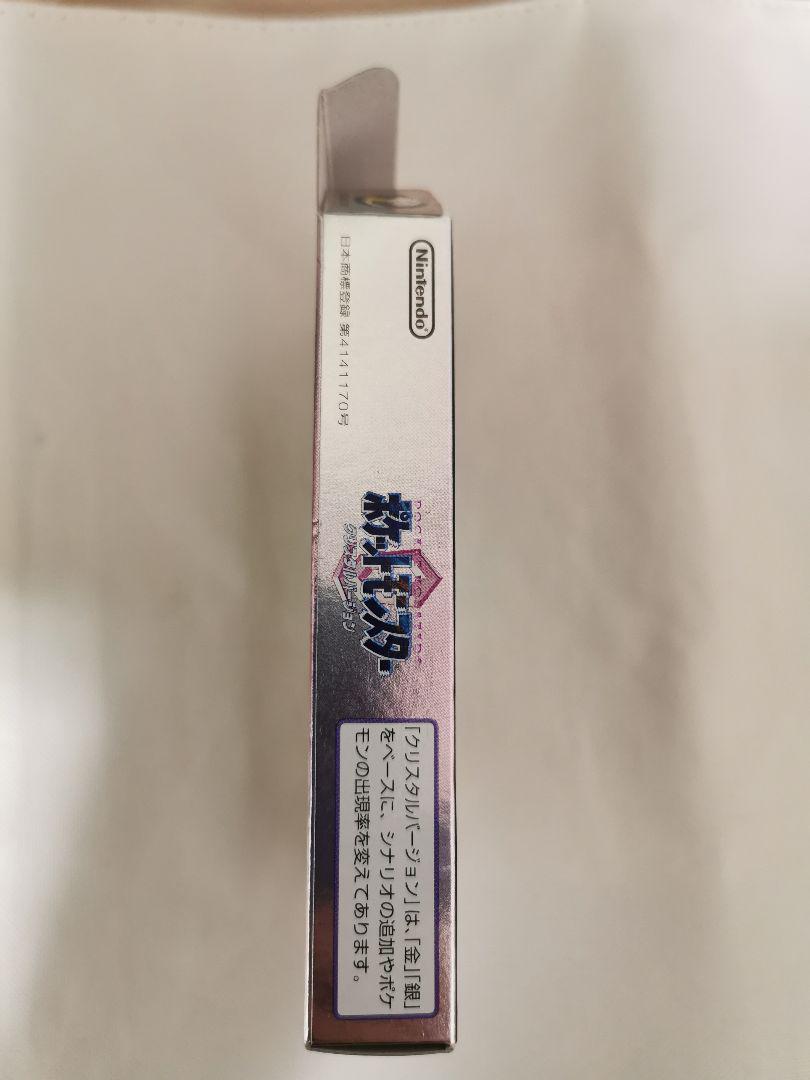 Nintendo®
日本商標登録 第4141170号
ポケットモンスター
クリスタルバージョン
「クリスタルバージョン」は、「金」「銀」
をベースに、シナリオの追加やポケ
モンの出現率を変えてあります。